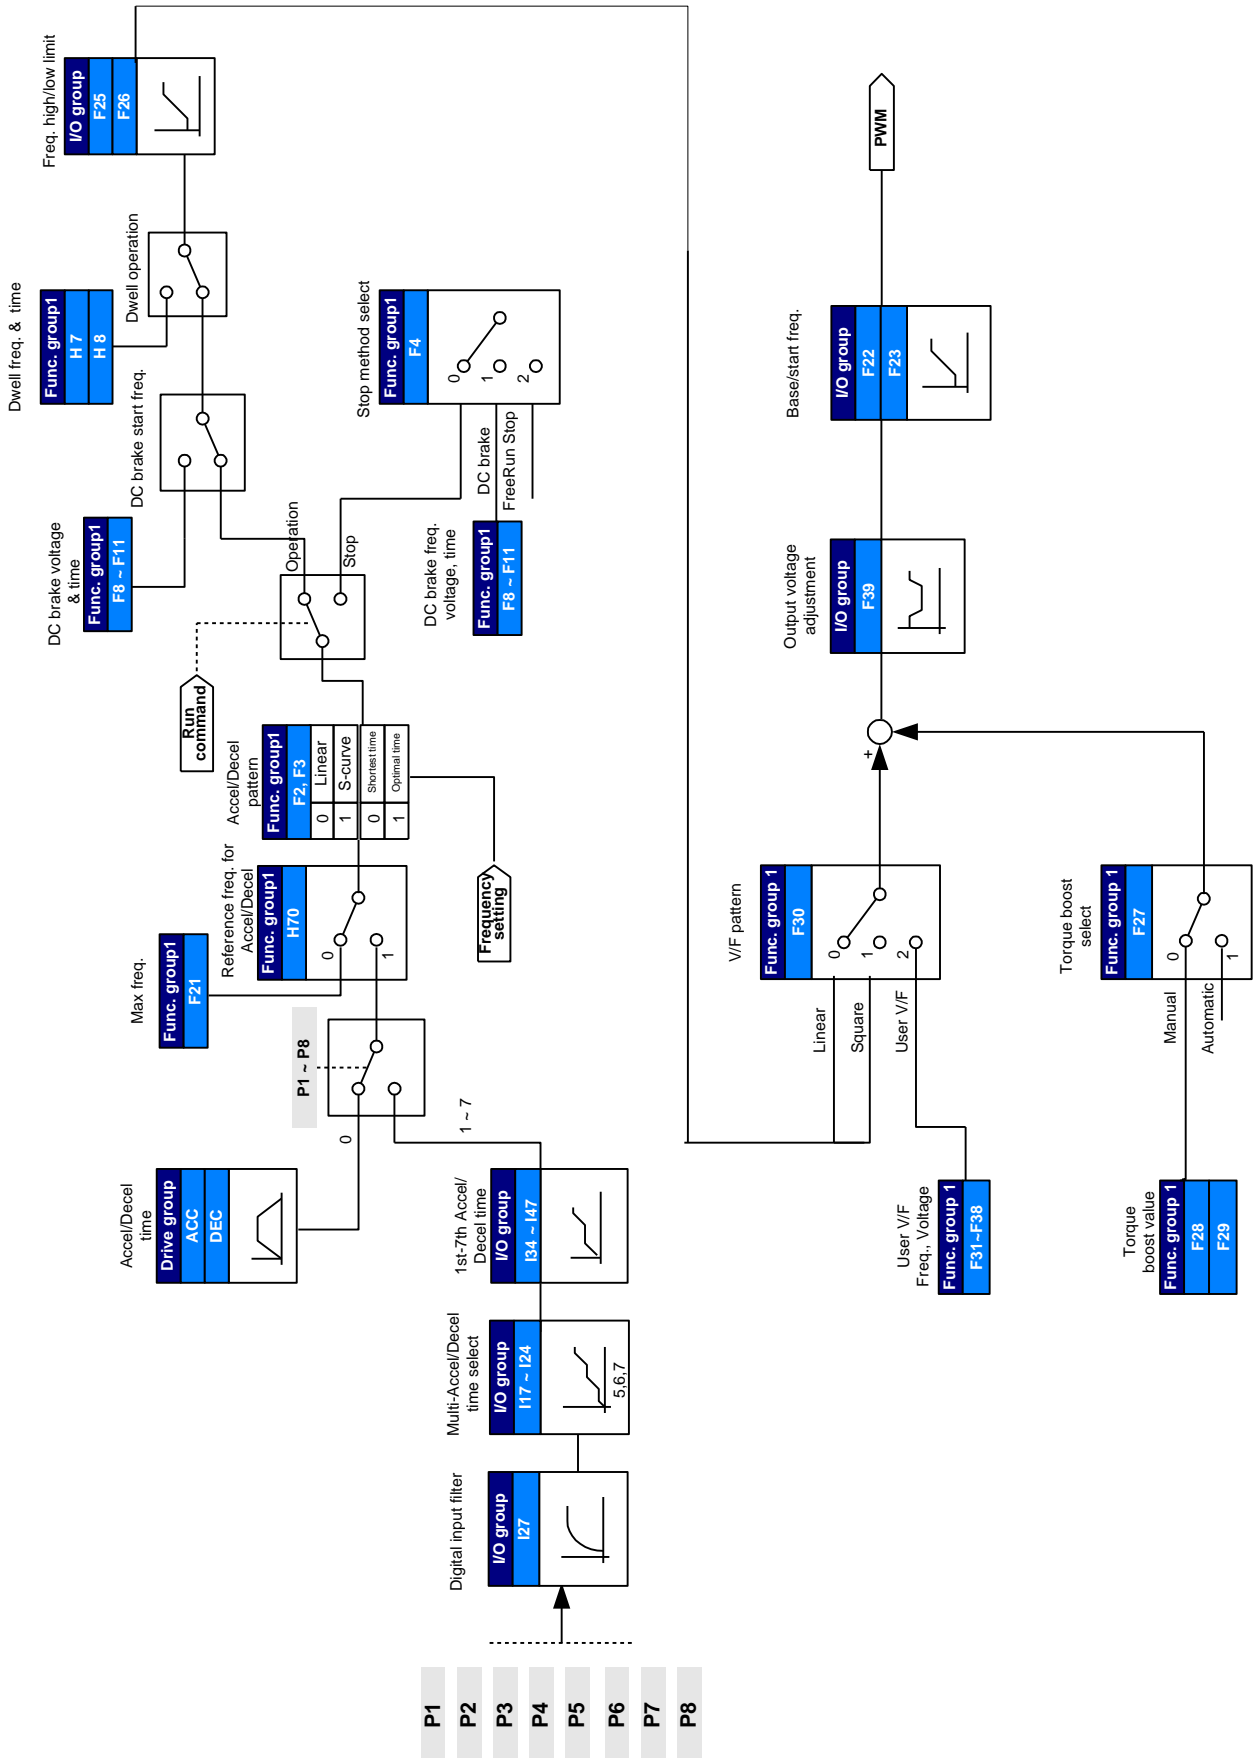 P1
P2
P3
P4
P5
P6
P7
P8
Digital input filter
I/O group
I27
Multi-Accel/Decel
time select
I/O group
I17 ~ I24
5,6,7
1st-7th Accel/
Decel time
I/O group
I34 ~ I47
Accel/Decel
time
Drive group
ACC
DEC
0
1 ~ 7
P1 ~ P8
Max freq.
Func. group1
F21
Reference freq. for
Accel/Decel
Func. group1
H70
0
1
Frequency
setting
Accel/Decel
pattern
Func. group1
F2, F3
0
Linear
1
S-curve
0
Shortest time
1
Optimal time
Run
command
Operation
Stop
DC brake voltage
& time
Func. group1
F8 ~ F11
DC brake start freq.
DC brake freq.
voltage, time
Func. group1
F8 ~ F11
DC brake
FreeRun Stop
Stop method select
Func. group1
F4
0
1
2
Dwell freq. & time
Func. group1
H 7
H 8
Dwell operation
Freq. high/low limit
I/O group
F25
F26
User V/F
Freq., Voltage
Func. group 1
F31~F38
Linear
Square
User V/F
V/F pattern
Func. group 1
F30
0
1
2
Torque
boost value
Func. group 1
F28
F29
Manual
Automatic
Torque boost
select
Func. group 1
F27
0
1
+
Output voltage
adjustment
I/O group
F39
Base/start freq.
I/O group
F22
F23
PWM